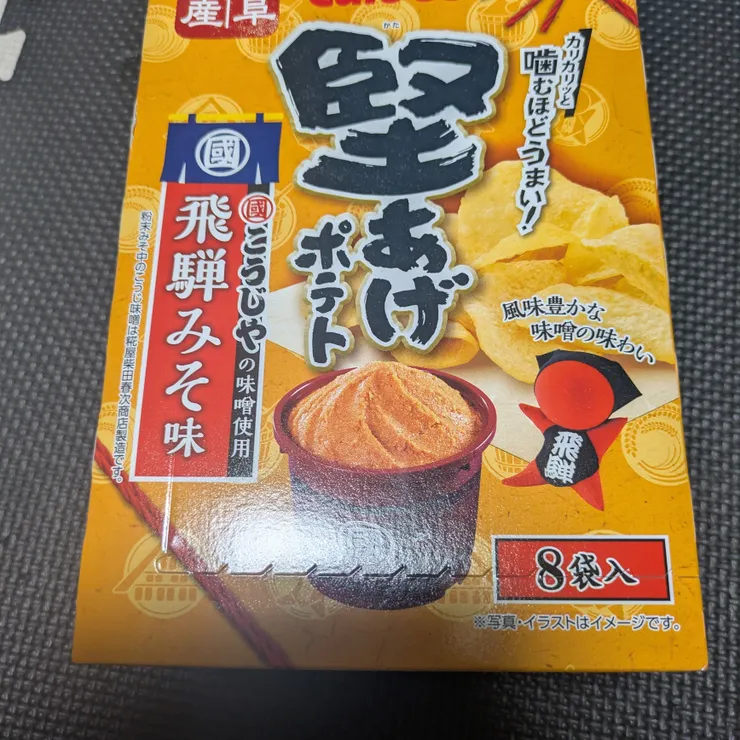 産
阜
堅あげ
かた
ポテト
カリカリッと
噛むほどうまい!
國
國こうじやの味噌使用
飛騨みそ味
粉末みそ中のこうじ味噌は糀屋柴田春次商店製造です。
風味豊かな
味噌の味わい
飛騨
國
8袋入
※写真・イラストはイメージです。